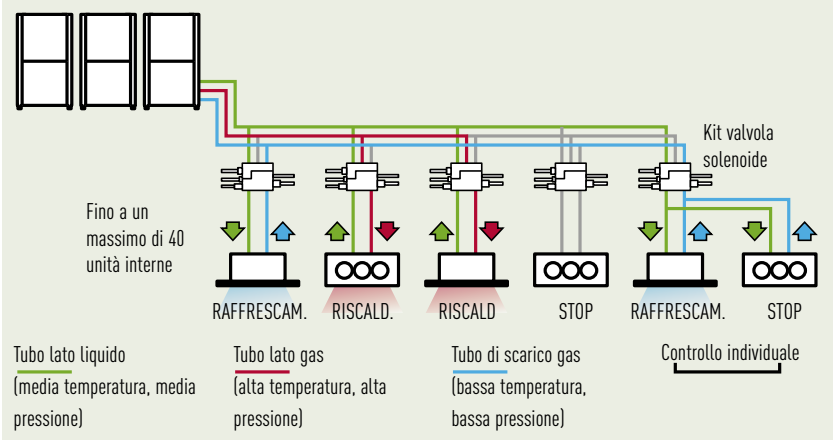 Kit valvola
solenoide
Fino a un
massimo di 40
unità interne
RAFFRESCAM.
RISCALD.
RISCALD
STOP
RAFFRESCAM.
STOP
Tubo lato liquido
(media temperatura, media
pressione)
Tubo lato gas
(alta temperatura, alta
pressione)
Tubo di scarico gas
(bassa temperatura,
bassa pressione)
Controllo individuale